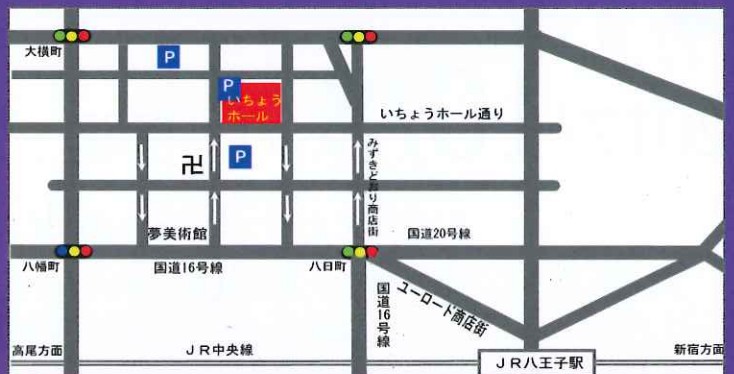 大横町
P
P
いちょう
ホール
いちょうホール通り
卍
P
みずきどおり商店街
夢美術館
国道20号線
八幡町
国道16号線
八日町
国道16号線
ユーロード商店街
高尾方面
JR中央線
JR八王子駅
新宿方面